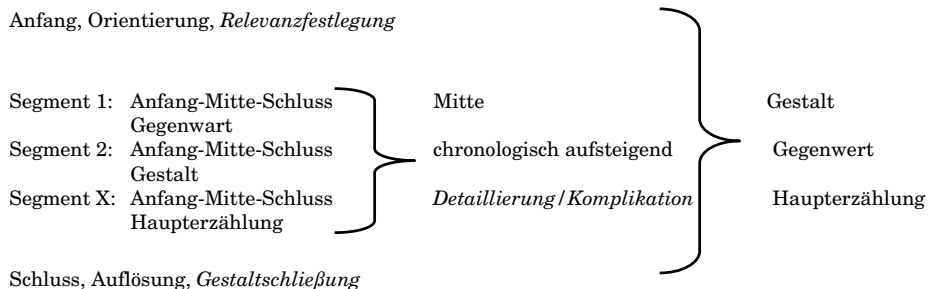 Anfang, Orientierung, Relevanzfestlegung
Segment 1: Anfang-Mitte-Schluss Mitte Gestalt
Gegenwart
Segment 2: Anfang-Mitte-Schluss chronologisch aufsteigend Gegenwert
Gestalt
Segment X: Anfang-Mitte-Schluss Detaillierung/Komplikation Haupterzählung
Haupterzählung
Schluss, Auflösung, Gestaltschließung